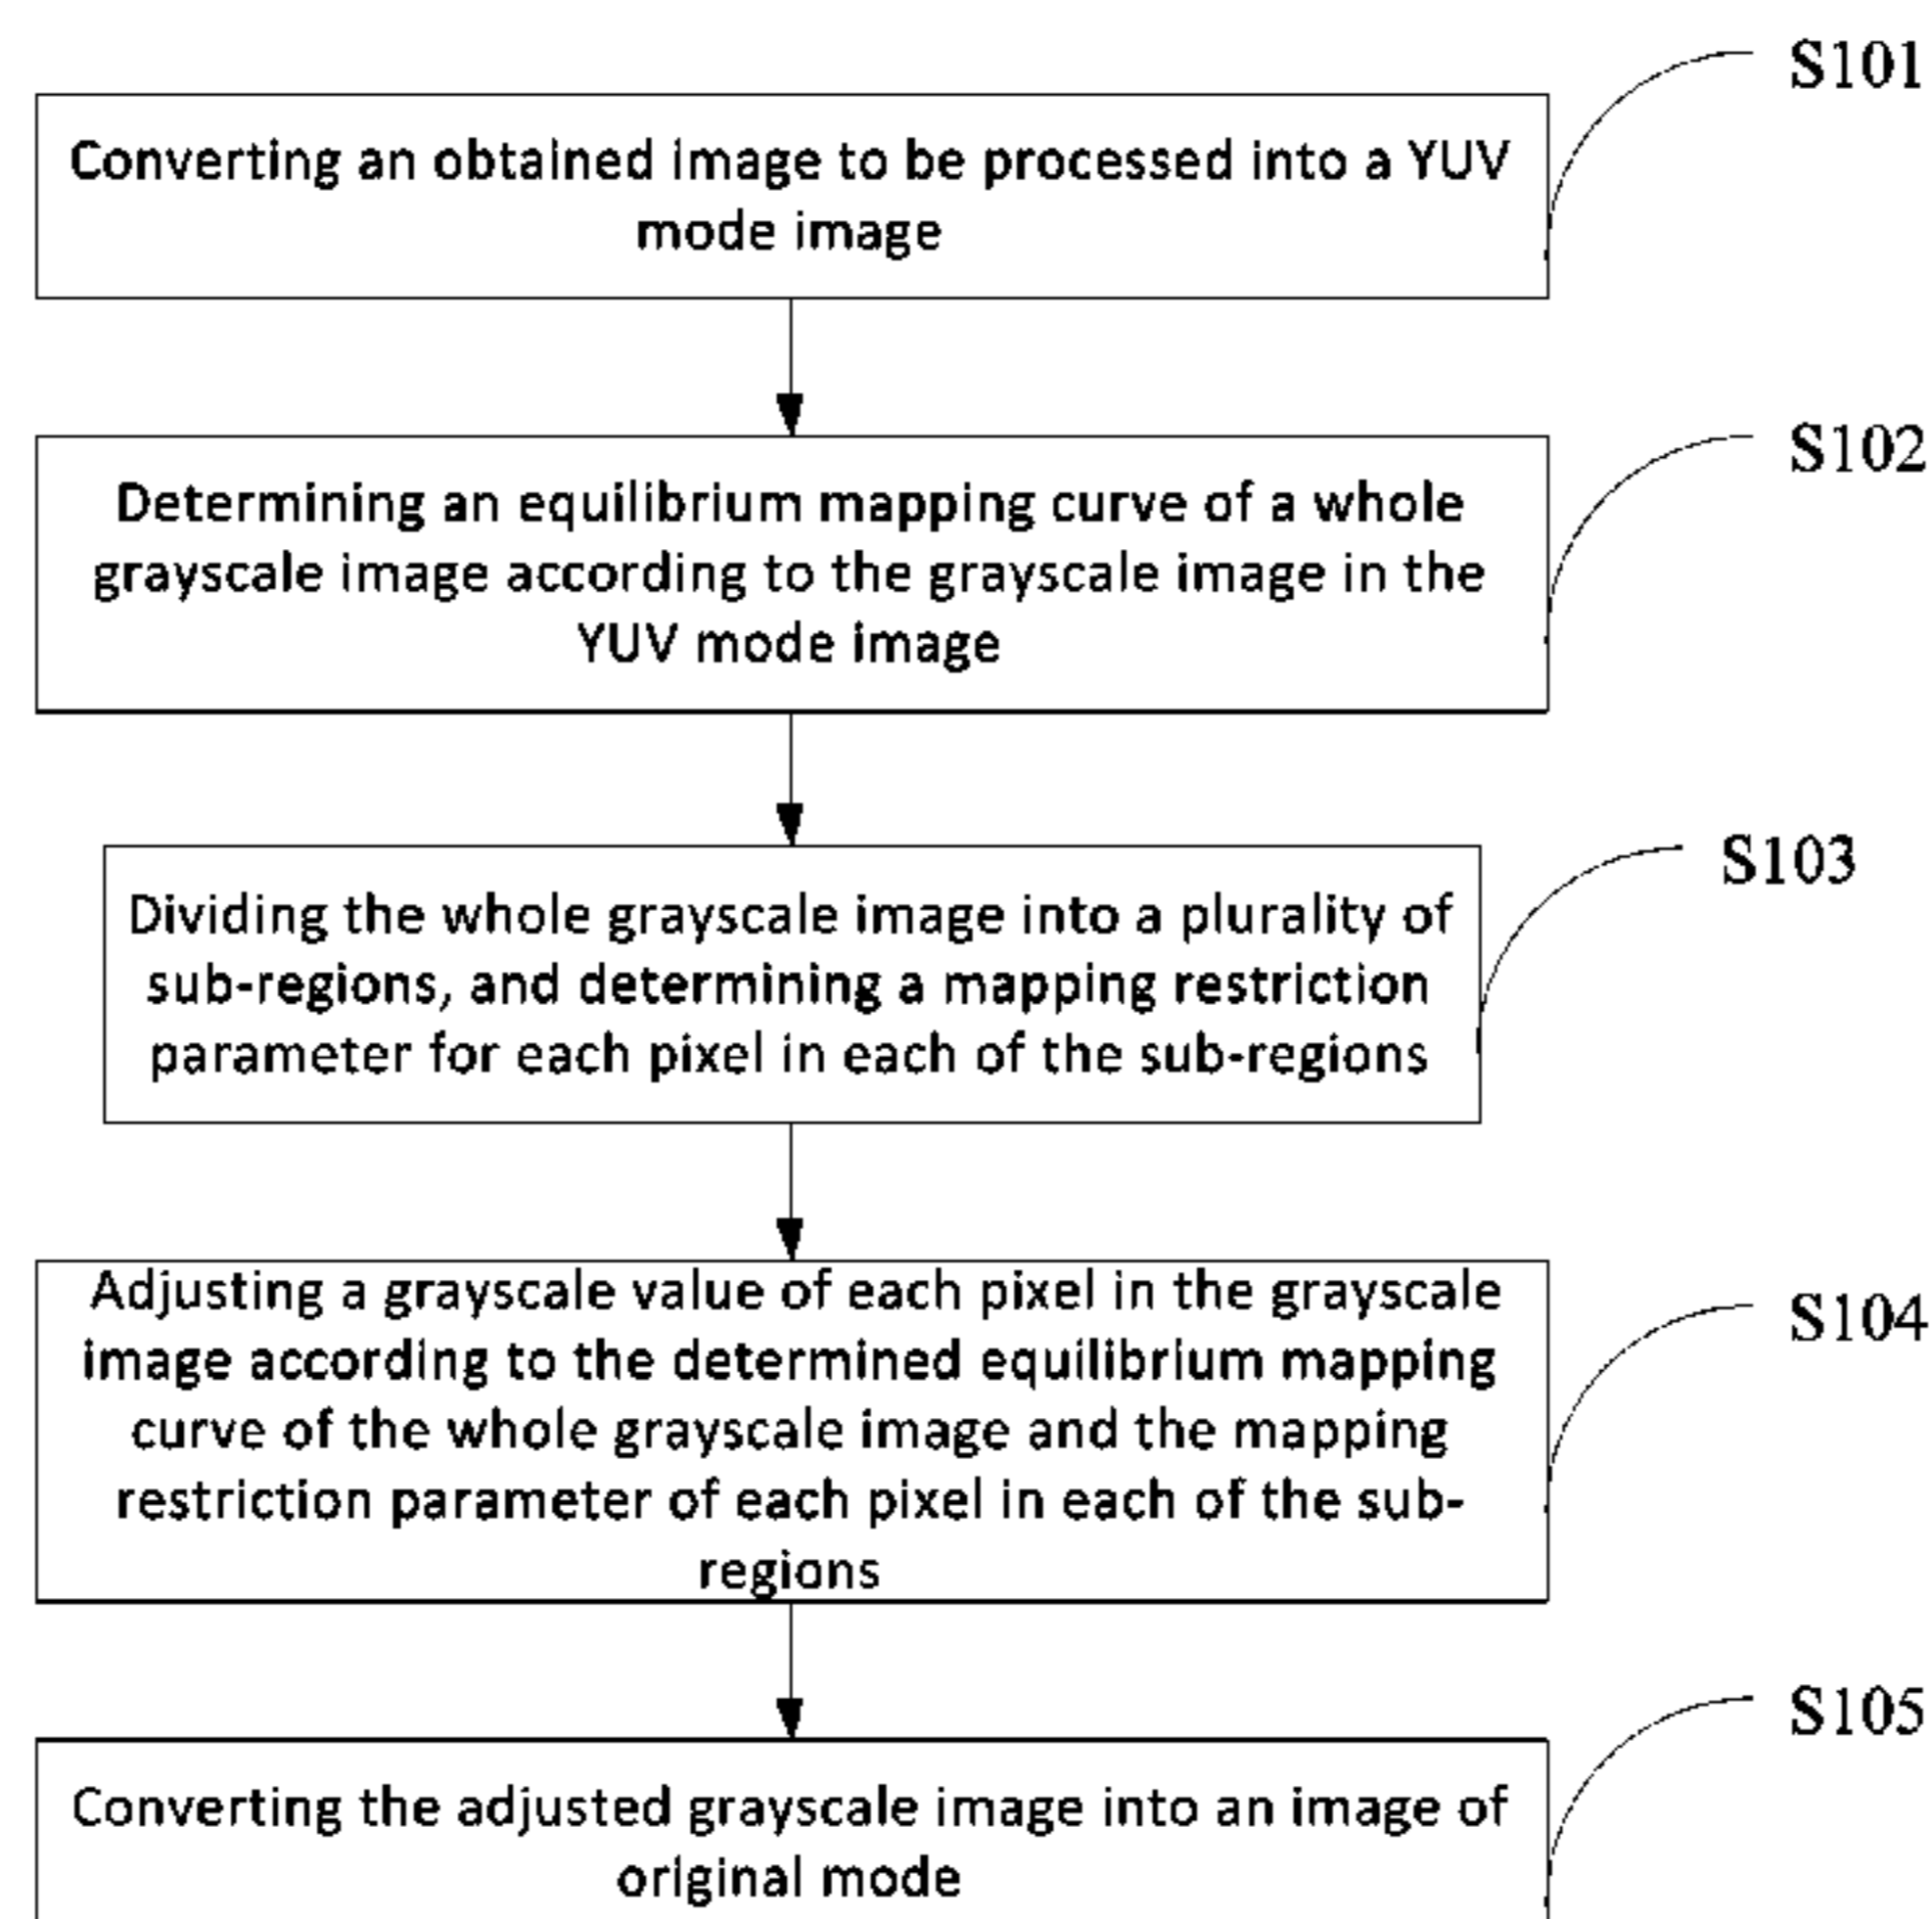 S101
Converting an obtained image to be processed into a YUV
mode image
S102
Determining an equilibrium mapping curve of a whole
grayscale image according to the grayscale image in the
YUV mode image
S103
Dividing the whole grayscale image into a plurality of
sub-regions, and determining a mapping restriction
parameter for each pixel in each of the sub-regions
S104
Adjusting a grayscale value of each pixel in the grayscale
image according to the determined equilibrium mapping
curve of the whole grayscale image and the mapping
restriction parameter of each pixel in each of the sub-
regions
S105
Converting the adjusted grayscale image into an image of
original mode